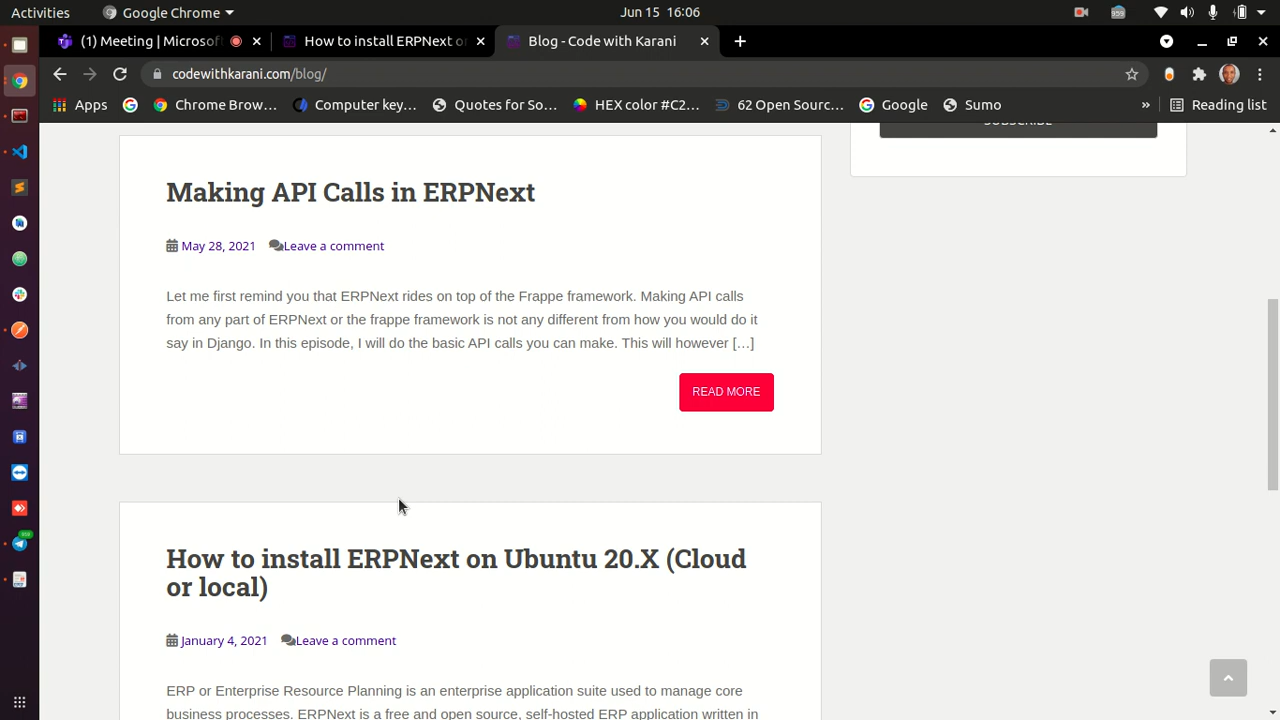 Activities Google Chrome Jun 15 16:06 959
(1) Meeting | Microsof How to install ERPNext o Blog - Code with Karani
codewithkarani.com/blog/
Apps Chrome Brow... Computer key... Quotes for So... HEX color #C2... 62 Open Sourc... Google Sumo » Reading list
SUBSCRIBE
Making API Calls in ERPNext
May 28, 2021 Leave a comment
Let me first remind you that ERPNext rides on top of the Frappe framework. Making API calls
from any part of ERPNext or the frappe framework is not any different from how you would do it
say in Django. In this episode, I will do the basic API calls you can make. This will however […]
READ MORE
How to install ERPNext on Ubuntu 20.X (Cloud
or local)
January 4, 2021 Leave a comment
ERP or Enterprise Resource Planning is an enterprise application suite used to manage core
business processes. ERPNext is a free and open source, self-hosted ERP application written in